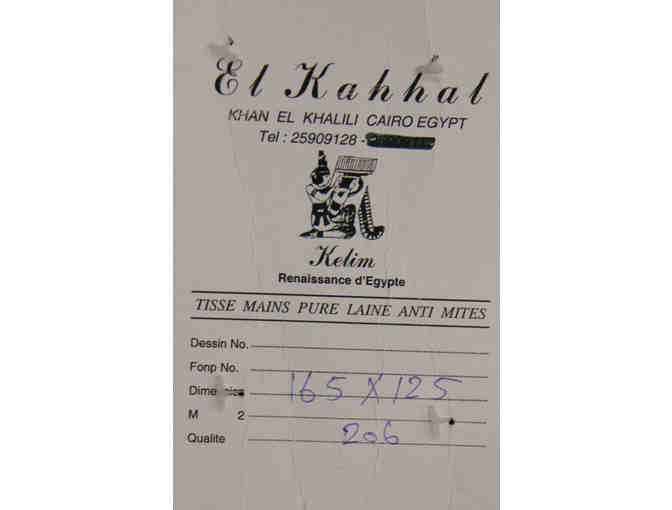 El Kahhal
KHAN EL KHALILI CAIRO EGYPT
Tel : 25909128 -
Kelim
Renaissance d'Egypte
TISSE MAINS PURE LAINE ANTI MITES
Dessin No.
Fonp No.
165 X 125
M 2 206
Qualite